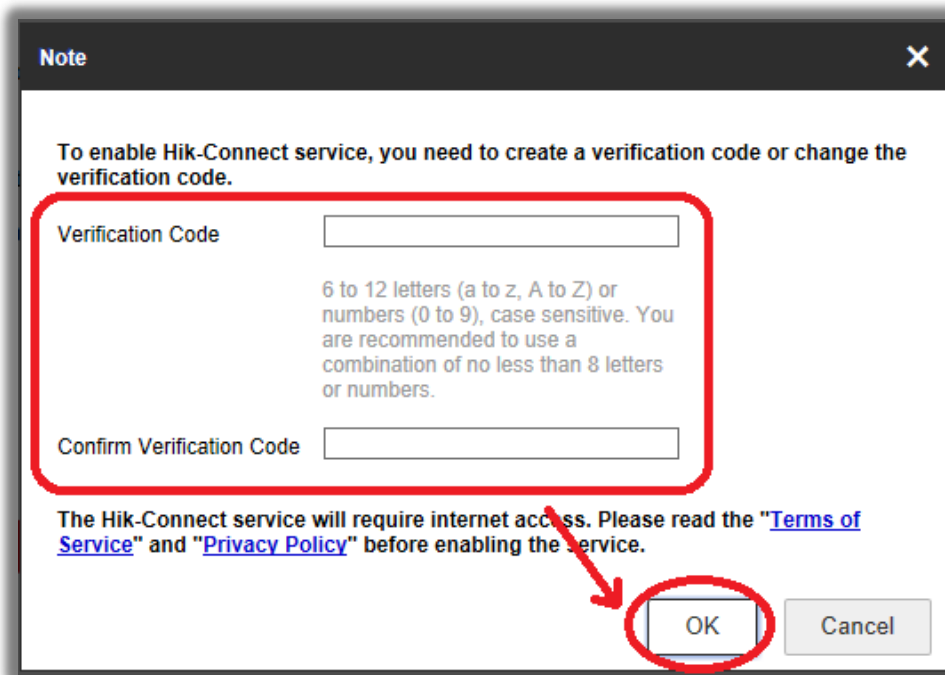 Note
To enable Hik-Connect service, you need to create a verification code or change the
verification code.
Verification Code
6 to 12 letters (a to z, A to Z) or
numbers (0 to 9), case sensitive. You
are recommended to use a
combination of no less than 8 letters
or numbers.
Confirm Verification Code
The Hik-Connect service will require internet access. Please read the "Terms of
Service" and "Privacy Policy" before enabling the service.
OK Cancel